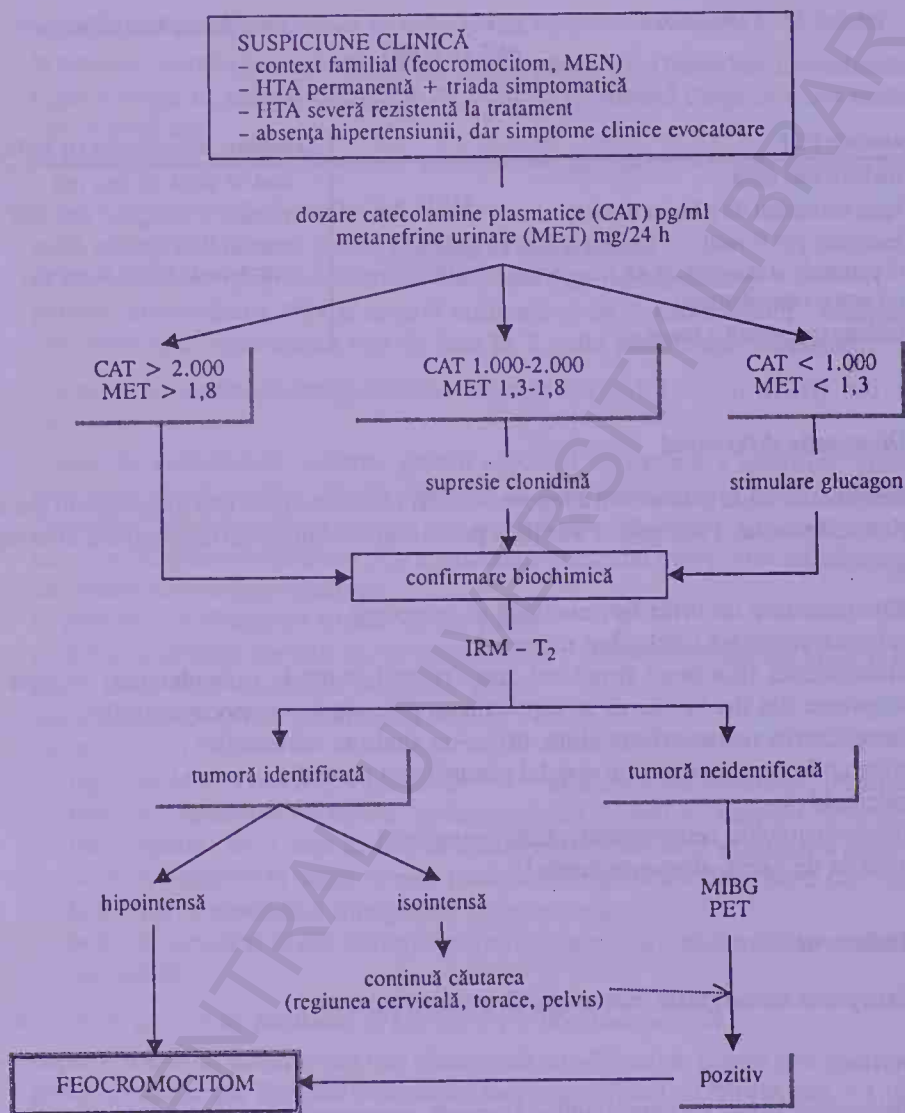 SUSPICIUNE CLINICĂ
– context familial (feocromocitom, MEN)
– HTA permanentă + triada simptomatică
– HTA severă rezistentă la tratament
– absența hipertensiunii, dar simptome clinice evocatoare
dozare catecolamine plasmatice (CAT) pg/ml
metanefrine urinare (MET) mg/24 h
CAT > 2.000
MET > 1,8
CAT 1.000-2.000
MET 1,3-1,8
CAT < 1.000
MET < 1,3
supresie clonidină
stimulare glucagon
confirmare biochimică
IRM – T₂
tumoră identificată
tumoră neidentificată
hipointensă
isointensă
MIBG
PET
continuă căutarea
(regiunea cervicală, torace, pelvis)
FEOCROMOCITOM
pozitiv
ENTRAL UNIVERSITY LIBRAR